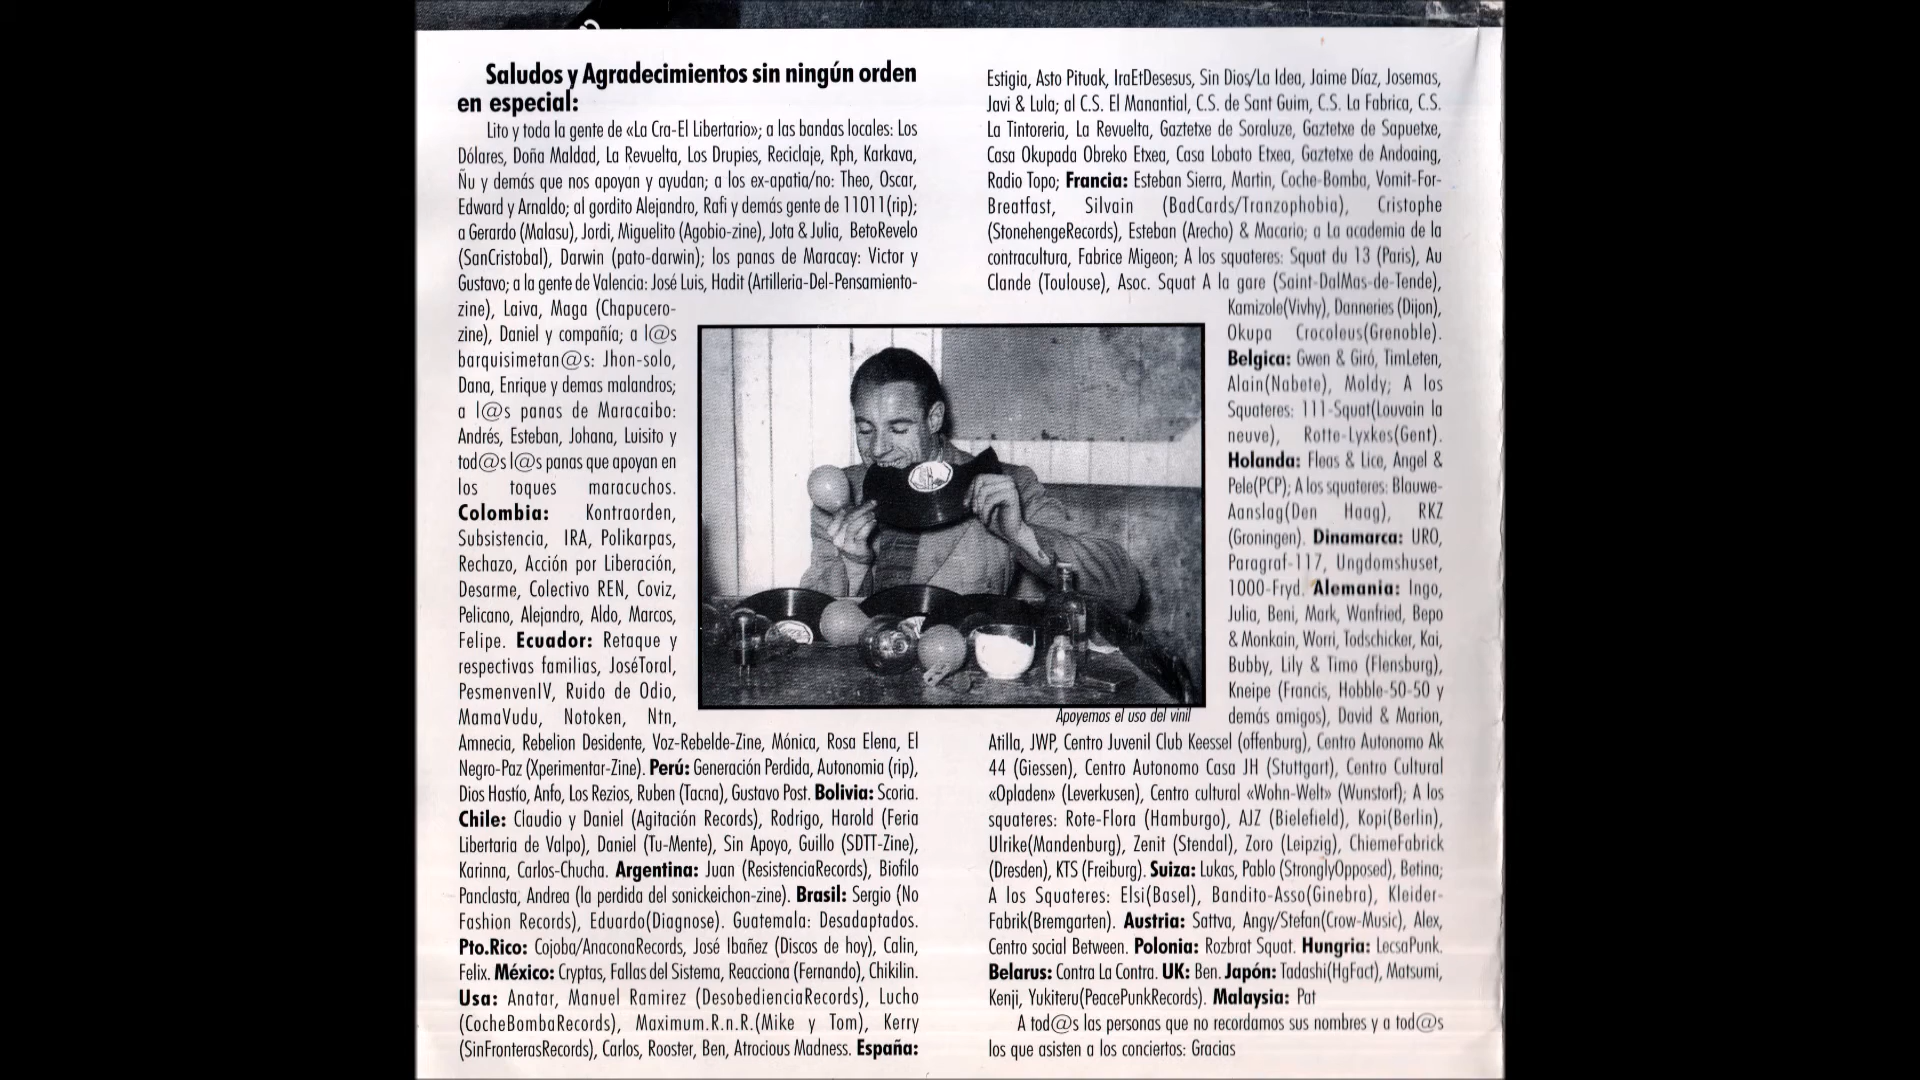 Saludos y Agradecimientos sin ningún orden
en especial:
Lito y toda la gente de «La Cra-El Libertario»; a las bandas locales: Los
Dólares, Doña Maldad, La Revuelta, Los Drupies, Reciclaje, Rph, Karkava,
Ñu y demás que nos apoyan y ayudan; a los ex-apatia/no: Theo, Oscar,
Edward y Arnaldo; al gordito Alejandro, Rafi y demás gente de 11011(rip);
a Gerardo (Malasu), Jordi, Miguelito (Agobio-zine), Jota & Julia, BetoRevelo
(SanCristobal), Darwin (pato-darwin); los panas de Maracay: Victor y
Gustavo; a la gente de Valencia: José Luis, Hadit (Artilleria-Del-Pensamiento-
zine), Laiva, Maga (Chapucero-
zine), Daniel y compañía; a l@s
barquisimetan@s: Jhon-solo,
Dana, Enrique y demas malandros;
a l@s panas de Maracaibo:
Andrés, Esteban, Johana, Luisito y
tod@s l@s panas que apoyan en
los toques maracuchos.
Colombia: Kontraorden,
Subsistencia, IRA, Polikarpas,
Rechazo, Acción por Liberación,
Desarme, Colectivo REN, Coviz,
Pelicano, Alejandro, Aldo, Marcos,
Felipe. Ecuador: Retaque y
respectivas familias, JoséToral,
PesmenvenIV, Ruido de Odio,
MamaVudu, Notoken, Ntn,
Amnecia, Rebelion Desidente, Voz-Rebelde-Zine, Mónica, Rosa Elena, El
Negro-Paz (Xperimentar-Zine). Perú: Generación Perdida, Autonomia (rip),
Dios Hastío, Anfo, Los Rezios, Ruben (Tacna), Gustavo Post. Bolivia: Scoria.
Chile: Claudio y Daniel (Agitación Records), Rodrigo, Harold (Feria
Libertaria de Valpo), Daniel (Tu-Mente), Sin Apoyo, Guillo (SDTT-Zine),
Karinna, Carlos-Chucha. Argentina: Juan (ResistenciaRecords), Biofilo
Panclasta, Andrea (la perdida del sonickeichon-zine). Brasil: Sergio (No
Fashion Records), Eduardo(Diagnose). Guatemala: Desadaptados.
Pto.Rico: Cojoba/AnaconaRecords, José Ibañez (Discos de hoy), Calin,
Felix. México: Cryptas, Fallas del Sistema, Reacciona (Fernando), Chikilin.
Usa: Anatar, Manuel Ramirez (DesobedienciaRecords), Lucho
(CocheBombaRecords), Maximum.R.n.R.(Mike y Tom), Kerry
(SinFronterasRecords), Carlos, Rooster, Ben, Atrocious Madness. España:
Estigia, Asto Pituak, IraEtDesesus, Sin Dios/La Idea, Jaime Díaz, Josemas,
Javi & Lula; al C.S. El Manantial, C.S. de Sant Guim, C.S. La Fabrica, C.S.
La Tintoreria, La Revuelta, Gaztetxe de Soraluze, Gaztetxe de Sapuetxe,
Casa Okupada Obreko Etxea, Casa Lobato Etxea, Gaztetxe de Andoaing,
Radio Topo; Francia: Esteban Sierra, Martin, Coche-Bomba, Vomit-For-
Breatfast, Silvain (BadCards/Tranzophobia), Cristophe
(StonehengeRecords), Esteban (Arecho) & Macario; a La academia de la
contracultura, Fabrice Migeon; A los squateres: Squat du 13 (Paris), Au
Clande (Toulouse), Asoc. Squat A la gare (Saint-DalMas-de-Tende),
Kamizole(Vivhy), Danneries (Dijon),
Okupa Crocoleus(Grenoble).
Belgica: Gwen & Giró, TimLeten,
Alain(Nabete), Moldy; A los
Squateres: 111-Squat(Louvain la
neuve), Rotte-Lyxkes(Gent).
Holanda: Fleas & Lice, Angel &
Pele(PCP); A los squateres: Blauwe-
Aanslag(Den Haag), RKZ
(Groningen). Dinamarca: URO,
Paragraf-117, Ungdomshuset,
1000-Fryd. Alemania: Ingo,
Julia, Beni, Mark, Wanfried, Bepo
& Monkain, Worri, Todschicker, Kai,
Bubby, Lily & Timo (Flensburg),
Kneipe (Francis, Hobble-50-50 y
demás amigos), David & Marion,
Apoyemos el uso del vinil
Atilla, JWP, Centro Juvenil Club Keessel (offenburg), Centro Autonomo Ak
44 (Giessen), Centro Autonomo Casa JH (Stuttgart), Centro Cultural
«Opladen» (Leverkusen), Centro cultural «Wohn-Welt» (Wunstorf); A los
squateres: Rote-Flora (Hamburgo), AJZ (Bielefield), Kopi(Berlin),
Ulrike(Mandenburg), Zenit (Stendal), Zoro (Leipzig), ChiemeFabrick
(Dresden), KTS (Freiburg). Suiza: Lukas, Pablo (StronglyOpposed), Betina;
A los Squateres: Elsi(Basel), Bandito-Asso(Ginebra), Kleider-
Fabrik(Bremgarten). Austria: Sattva, Angy/Stefan(Crow-Music), Alex,
Centro social Between. Polonia: Rozbrat Squat. Hungria: LecsaPunk.
Belarus: Contra La Contra. UK: Ben. Japón: Tadashi(HgFact), Matsumi,
Kenji, Yukiteru(PeacePunkRecords). Malaysia: Pat
A tod@s las personas que no recordamos sus nombres y a tod@s
los que asisten a los conciertos: Gracias